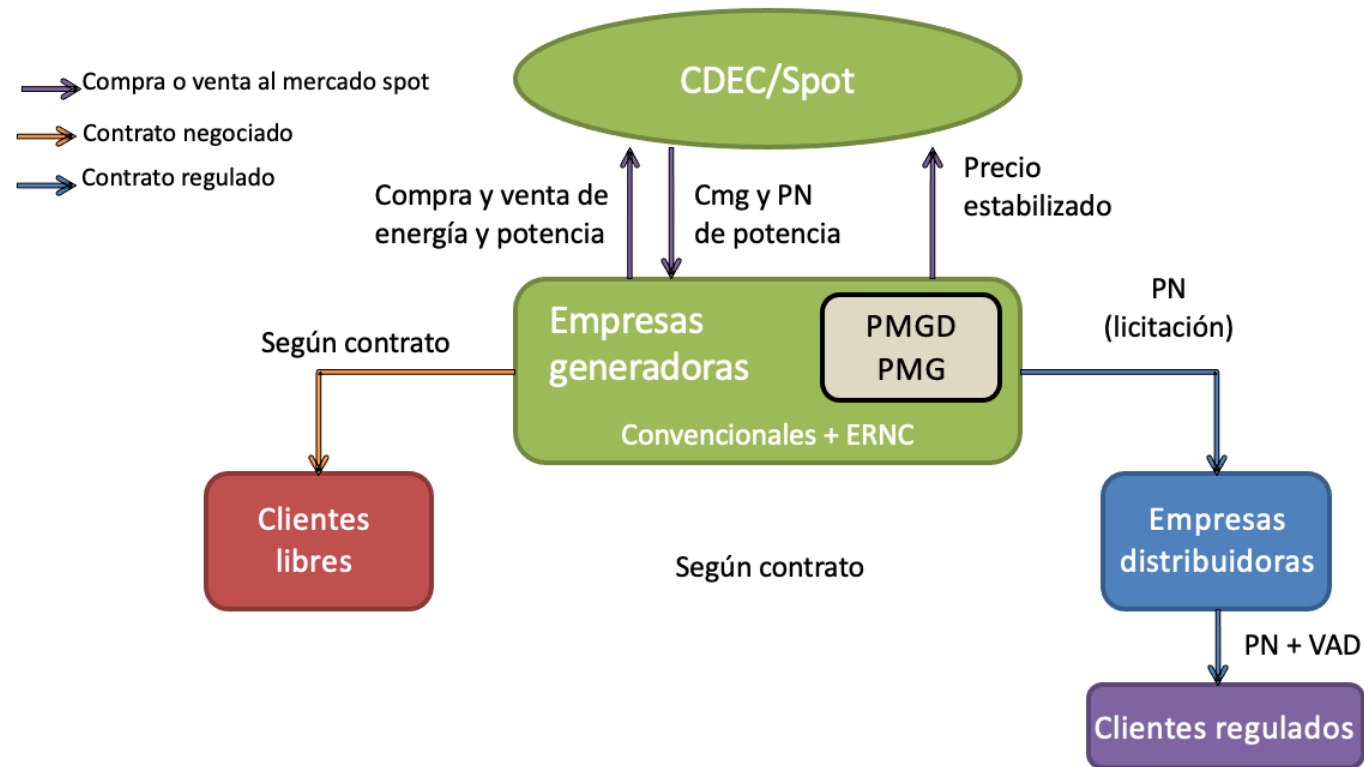 CDEC/Spot
Compra o venta al mercado spot
Contrato negociado
Contrato regulado
Compra y venta de
energía y potencia
Cmg y PN
de potencia
Precio
estabilizado
Empresas
generadoras
PMGD
PMG
Convencionales + ERNC
Según contrato
PN
(licitación)
Clientes
libres
Según contrato
Empresas
distribuidoras
PN + VAD
Clientes regulados